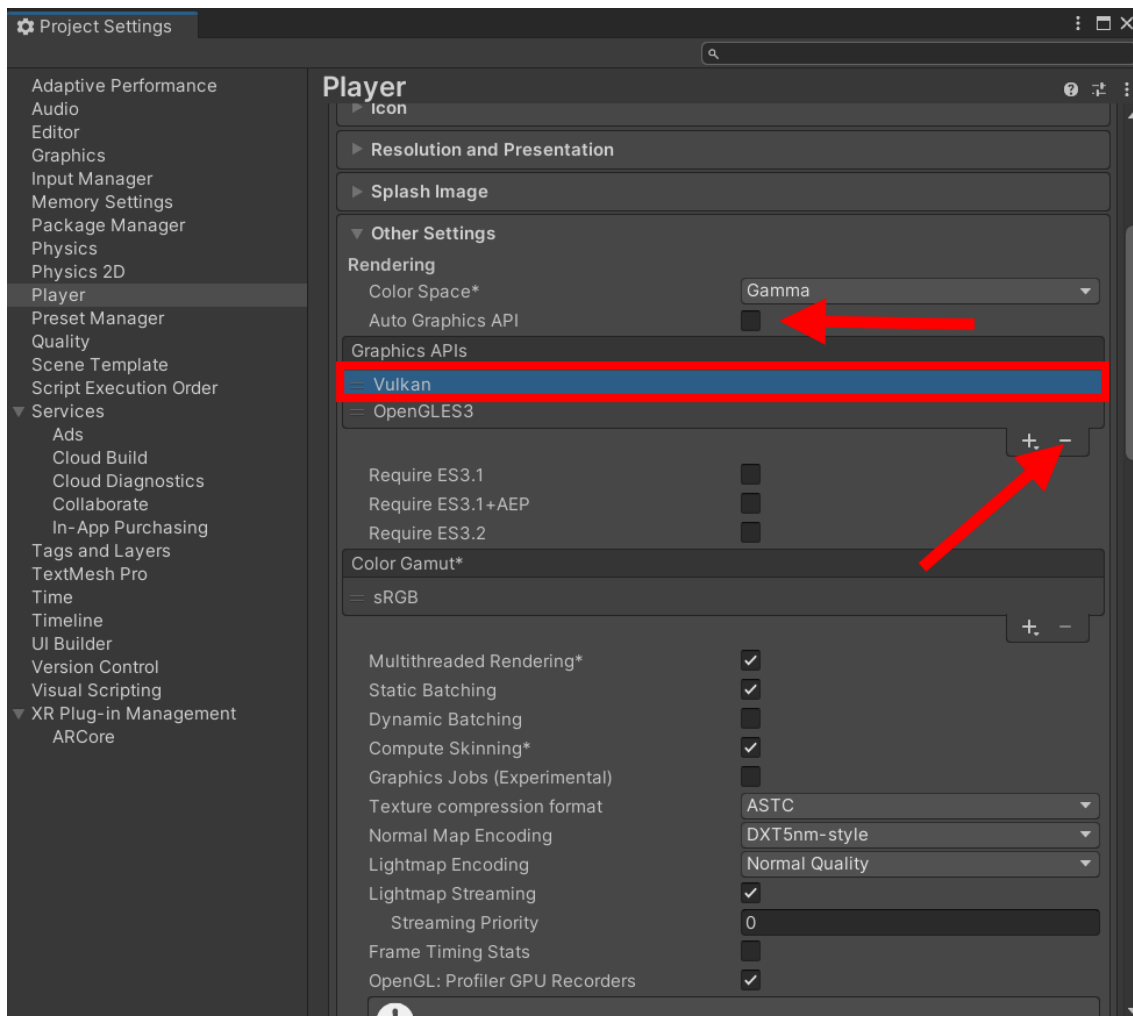 Project Settings
Adaptive Performance
Audio
Editor
Graphics
Input Manager
Memory Settings
Package Manager
Physics
Physics 2D
Player
Preset Manager
Quality
Scene Template
Script Execution Order
Services
Ads
Cloud Build
Cloud Diagnostics
Collaborate
In-App Purchasing
Tags and Layers
TextMesh Pro
Time
Timeline
UI Builder
Version Control
Visual Scripting
XR Plug-in Management
ARCore
Player
Icon
Resolution and Presentation
Splash Image
Other Settings
Rendering
Color Space* Gamma
Auto Graphics API
Graphics APIs
Vulkan
OpenGLES3
Require ES3.1
Require ES3.1+AEP
Require ES3.2
Color Gamut*
sRGB
Multithreaded Rendering*
Static Batching
Dynamic Batching
Compute Skinning*
Graphics Jobs (Experimental)
Texture compression format ASTC
Normal Map Encoding DXT5nm-style
Lightmap Encoding Normal Quality
Lightmap Streaming
Streaming Priority 0
Frame Timing Stats
OpenGL: Profiler GPU Recorders